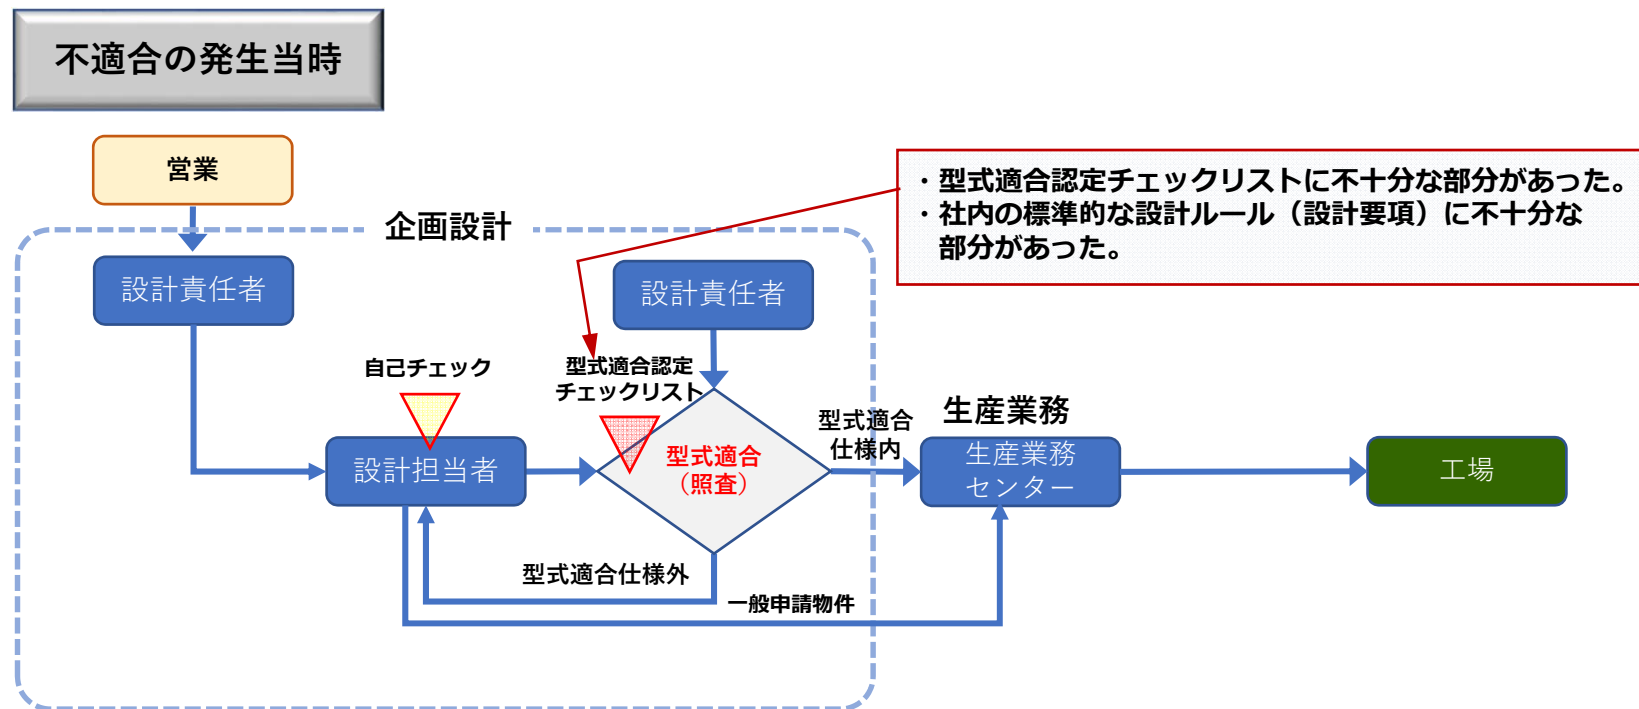 不適合の発生当時
営業
・型式適合認定チェックリストに不十分な部分があった。
・社内の標準的な設計ルール（設計要項）に不十分な
部分があった。
企画設計
設計責任者
設計責任者
自己チェック
型式適合認定
チェックリスト
型式適合
仕様内
生産業務
設計担当者
型式適合
（照査）
生産業務
センター
工場
型式適合仕様外
一般申請物件